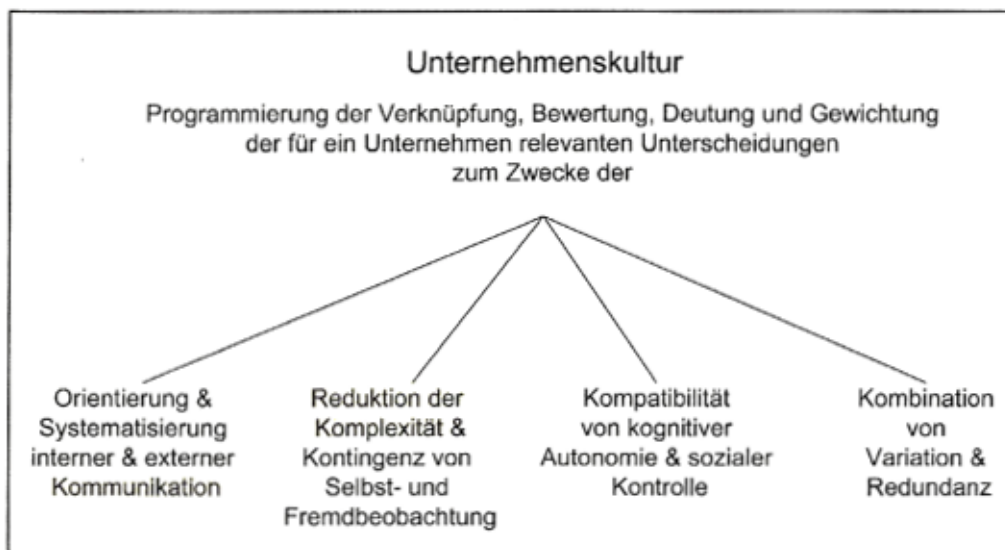 Unternehmenskultur
Programmierung der Verknüpfung, Bewertung, Deutung und Gewichtung
der für ein Unternehmen relevanten Unterscheidungen
zum Zwecke der
Orientierung &
Systematisierung
interner & externer
Kommunikation
Reduktion der
Komplexität &
Kontingenz von
Selbst- und
Fremdbeobachtung
Kompatibilität
von kognitiver
Autonomie & sozialer
Kontrolle
Kombination
von
Variation &
Redundanz